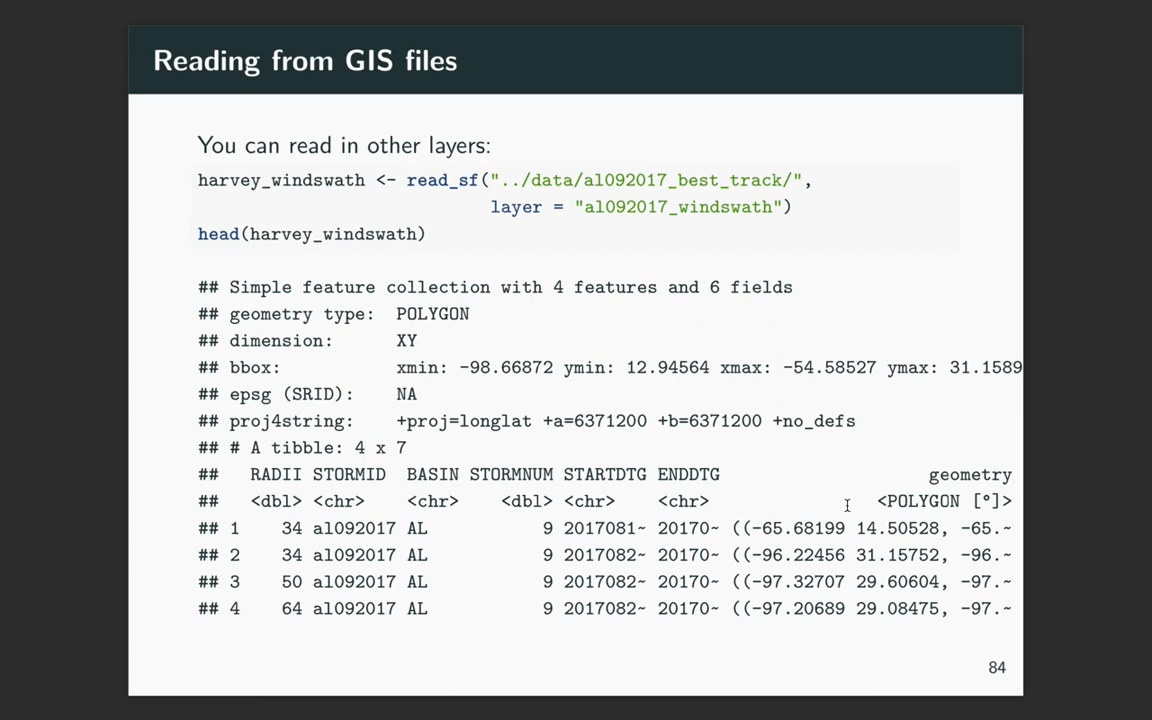 Reading from GIS files
You can read in other layers:
harvey_windswath <- read_sf("../data/al092017_best_track/",
layer = "al092017_windswath")
head(harvey_windswath)
## Simple feature collection with 4 features and 6 fields
## geometry type:  POLYGON
## dimension:      XY
## bbox:           xmin: -98.66872 ymin: 12.94564 xmax: -54.58527 ymax: 31.1589
## epsg (SRID):    NA
## proj4string:    +proj=longlat +a=6371200 +b=6371200 +no_defs
## # A tibble: 4 x 7
##   RADII STORMID  BASIN STORMNUM STARTDTG ENDDTG                    geometry
##   <dbl> <chr>    <chr>    <dbl> <chr>    <chr>                <POLYGON [°]>
## 1    34 al092017 AL           9 2017081~ 20170~ ((-65.68199 14.50528, -65.~
## 2    34 al092017 AL           9 2017082~ 20170~ ((-96.22456 31.15752, -96.~
## 3    50 al092017 AL           9 2017082~ 20170~ ((-97.32707 29.60604, -97.~
## 4    64 al092017 AL           9 2017082~ 20170~ ((-97.20689 29.08475, -97.~
84